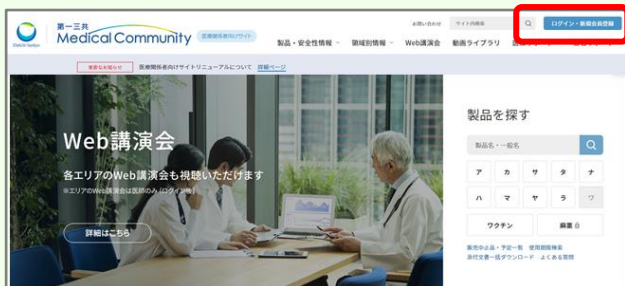 お問い合わせ
サイト内検索
ログイン・新規会員登録
第一三共
Medical Community
医療関係者向けサイト
Daiichi-Sankyo
製品・安全性情報
領域別情報
Web講演会
動画ライブラリ
重要なお知らせ
医療関係者向けサイトリニューアルについて 詳細ページ
Web講演会
各エリアのWeb講演会も視聴いただけます
※エリアのWeb講演会は医師のみ（ログイン後）
詳細はこちら
製品を探す
製品名・一般名
ア カ サ タ ナ
ハ マ ヤ ラ ワ
ワクチン 麻薬
販売中止品・予定一覧 使用期限検索
添付文書一括ダウンロード よくある質問